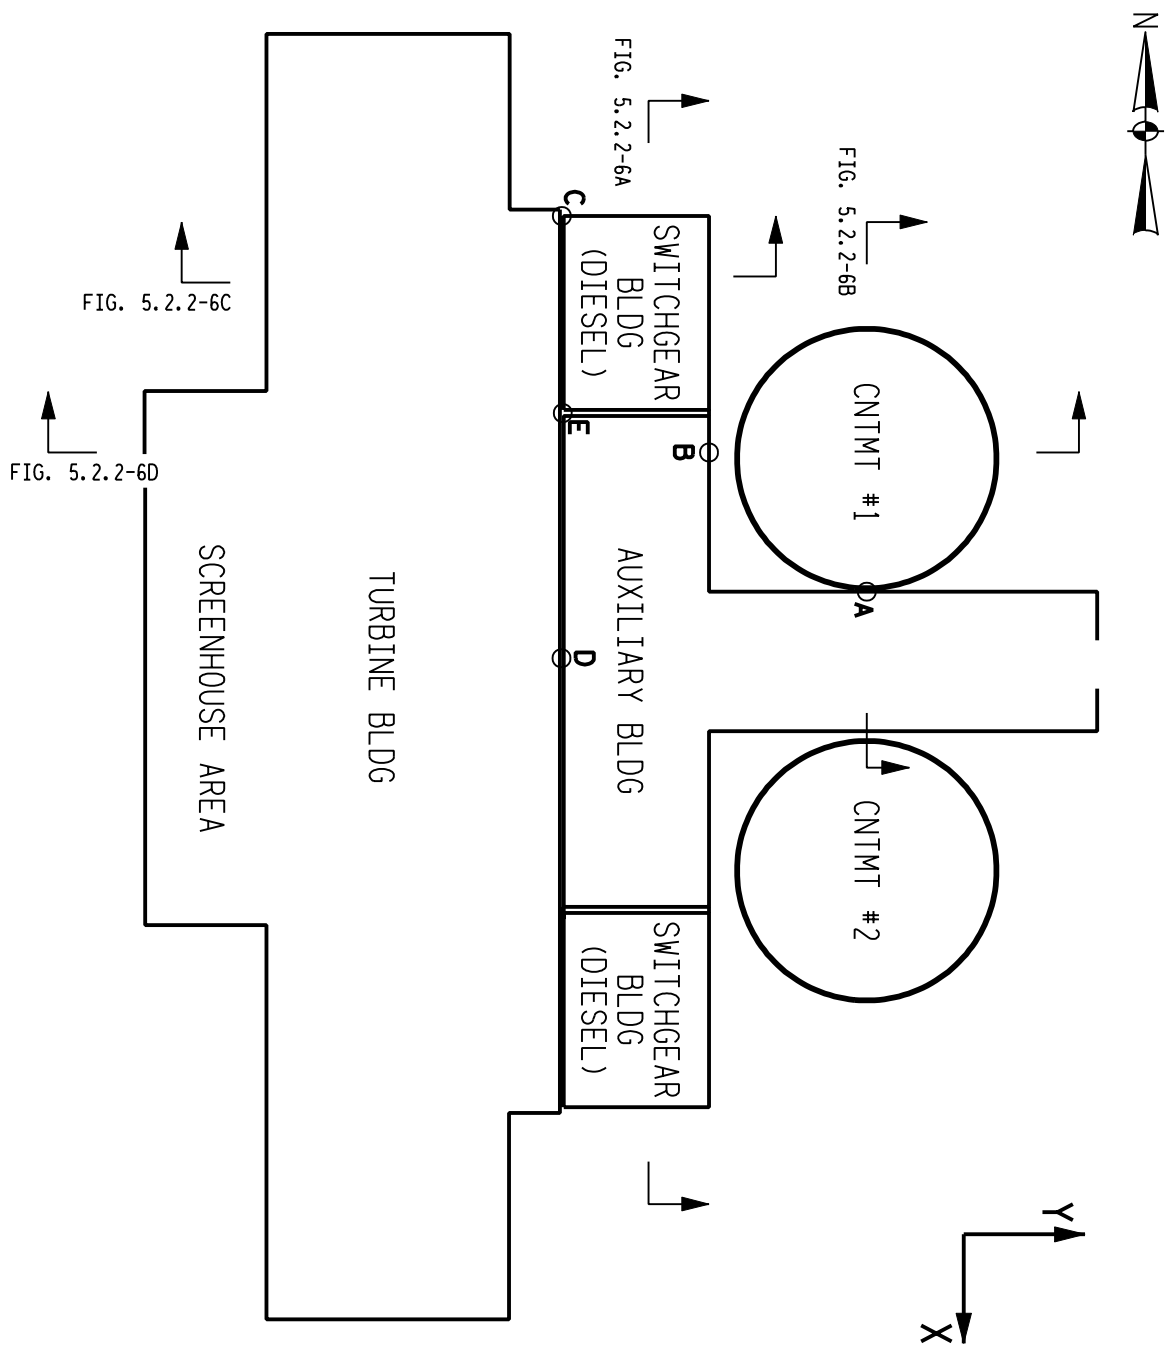 N
FIG. 5.2.2-6A
FIG. 5.2.2-6B
C
SWITCHGEAR
BLDG
(DIESEL)
FIG. 5.2.2-6C
CNTMT #1
E
B
FIG. 5.2.2-6D
A
AUXILIARY BLDG
D
TURBINE BLDG
SCREENHOUSE AREA
CNTMT #2
SWITCHGEAR
BLDG
(DIESEL)
Y
X